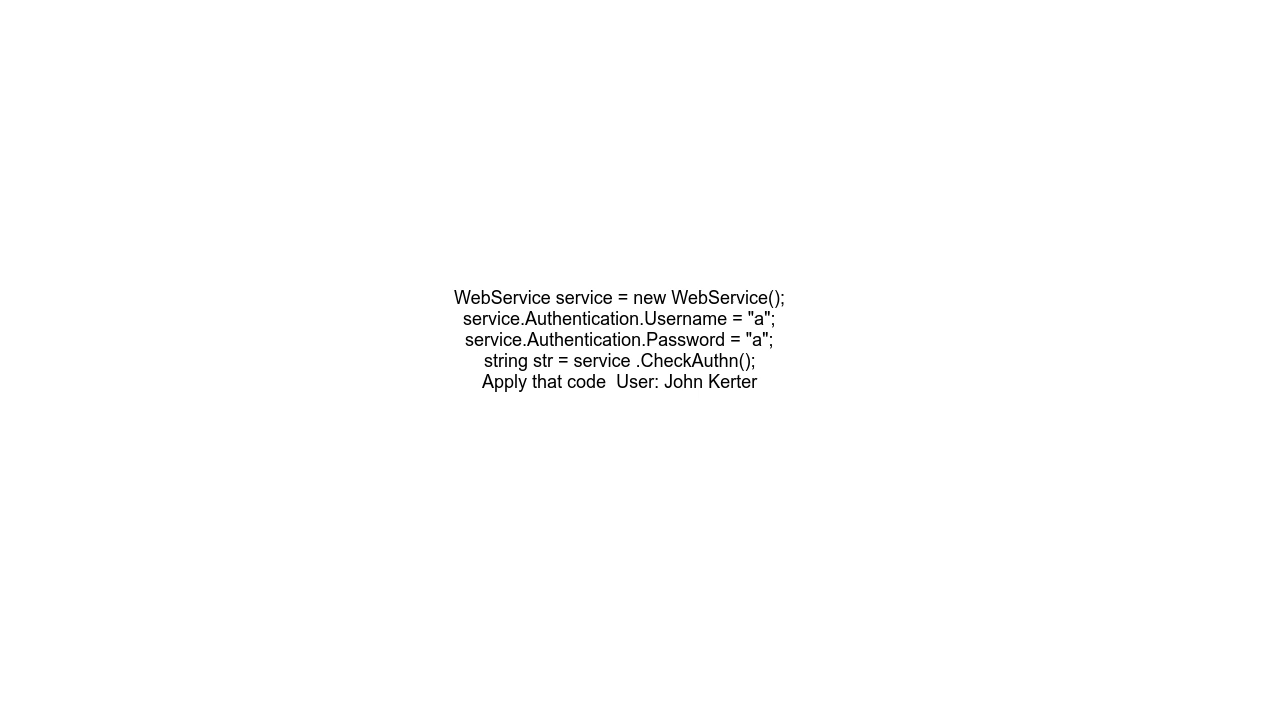 WebService service = new WebService();
service.Authentication.Username = "a";
service.Authentication.Password = "a";
string str = service .CheckAuthn();
Apply that code  User: John Kerter